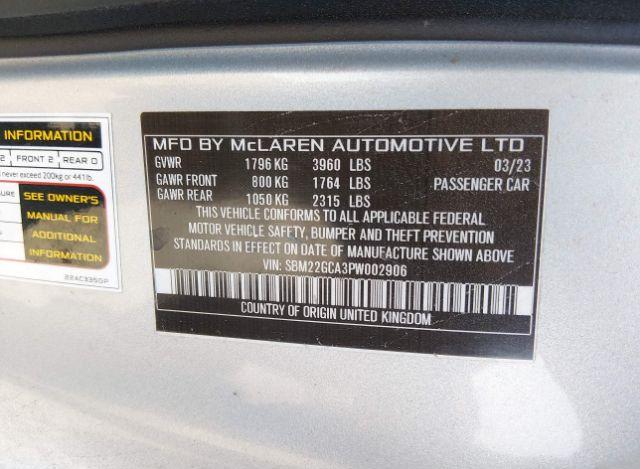 INFORMATION
2 FRONT 2 REAR 0
never exceed 200kg or 441lb.
SEE OWNER'S
MANUAL FOR
ADDITIONAL
INFORMATION
22AC335DP
MFD BY McLAREN AUTOMOTIVE LTD
GVWR 1796 KG 3960 LBS 03/23
GAWR FRONT 800 KG 1764 LBS PASSENGER CAR
GAWR REAR 1050 KG 2315 LBS
THIS VEHICLE CONFORMS TO ALL APPLICABLE FEDERAL
MOTOR VEHICLE SAFETY, BUMPER AND THEFT PREVENTION
STANDARDS IN EFFECT ON DATE OF MANUFACTURE SHOWN ABOVE
VIN: SBM22GCA3PW002906
COUNTRY OF ORIGIN UNITED KINGDOM